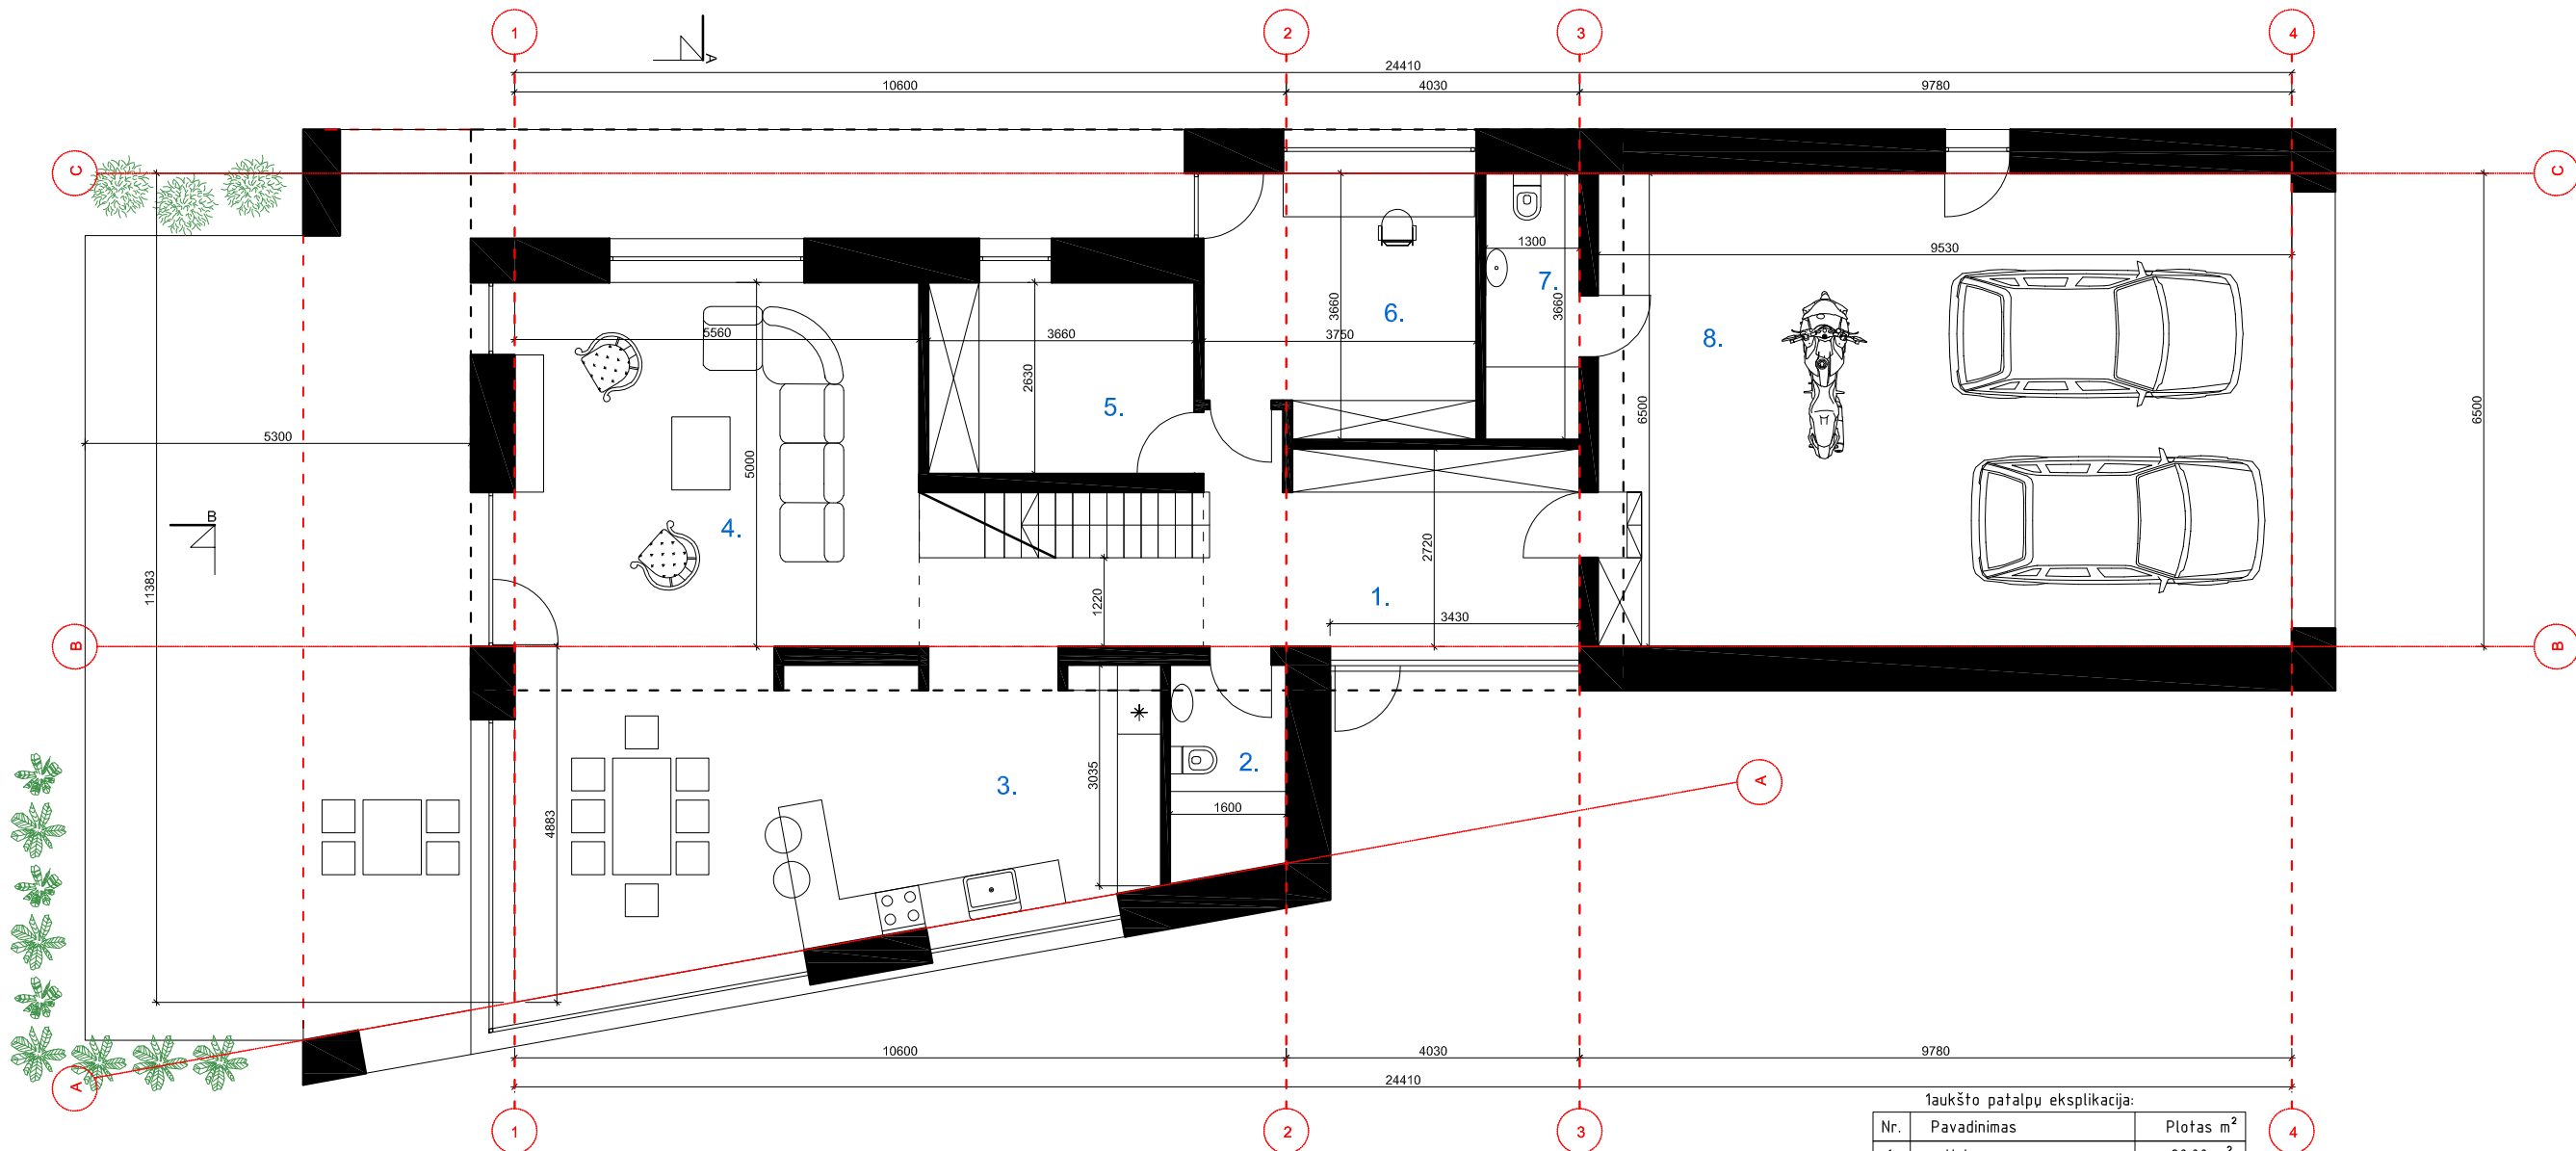 1 2 3 4
A
24410
10600 4030 9780
C C
1300 9530
7.
6.
8.
5560 3660 3750 3660 3660
2630
5.
5300 5000 6500 6500
4.
B
2720
11383 1220 1.
3430
B B
3.
2.
3035
1600
4883
A
10600 4030 9780
24410
A
1aukšto patalpų eksplikacija:
1 2 3 4
Nr. Pavadinimas Plotas m²